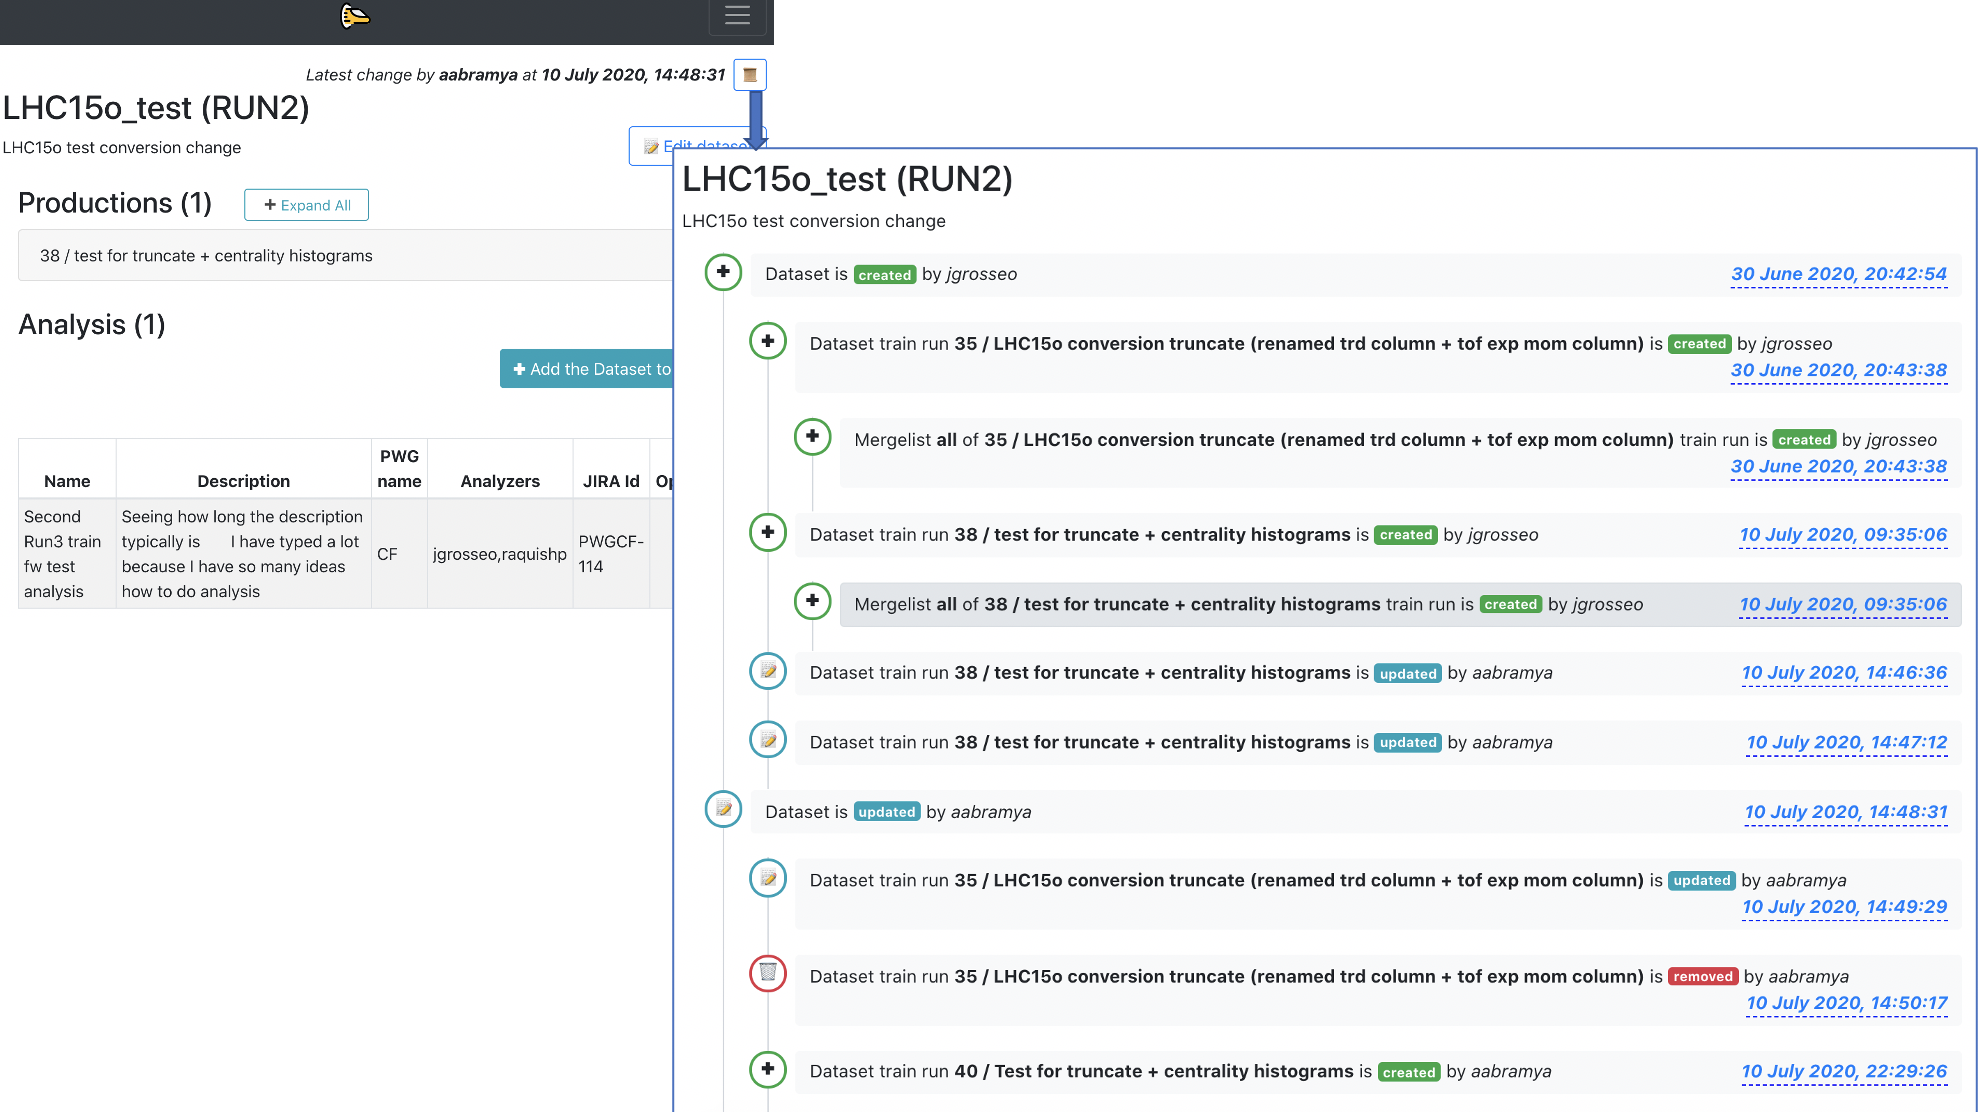 Latest change by aabramya at 10 July 2020, 14:48:31
LHC15o_test (RUN2)
LHC15o test conversion change
Edit dataset
Productions (1)
+ Expand All
38 / test for truncate + centrality histograms
Analysis (1)
+ Add the Dataset to
Name Description PWG name Analyzers JIRA Id Op
Second Run3 train fw test analysis
Seeing how long the description
typically is I have typed a lot
because I have so many ideas
how to do analysis
CF
jgrosseo,raquishp
PWGCF-
114
LHC15o_test (RUN2)
LHC15o test conversion change
Dataset is created by jgrosseo 30 June 2020, 20:42:54
Dataset train run 35 / LHC15o conversion truncate (renamed trd column + tof exp mom column) is created by jgrosseo
30 June 2020, 20:43:38
Mergelist all of 35 / LHC15o conversion truncate (renamed trd column + tof exp mom column) train run is created by jgrosseo
30 June 2020, 20:43:38
Dataset train run 38 / test for truncate + centrality histograms is created by jgrosseo 10 July 2020, 09:35:06
Mergelist all of 38 / test for truncate + centrality histograms train run is created by jgrosseo 10 July 2020, 09:35:06
Dataset train run 38 / test for truncate + centrality histograms is updated by aabramya 10 July 2020, 14:46:36
Dataset train run 38 / test for truncate + centrality histograms is updated by aabramya 10 July 2020, 14:47:12
Dataset is updated by aabramya 10 July 2020, 14:48:31
Dataset train run 35 / LHC15o conversion truncate (renamed trd column + tof exp mom column) is updated by aabramya
10 July 2020, 14:49:29
Dataset train run 35 / LHC15o conversion truncate (renamed trd column + tof exp mom column) is removed by aabramya
10 July 2020, 14:50:17
Dataset train run 40 / Test for truncate + centrality histograms is created by aabramya 10 July 2020, 22:29:26